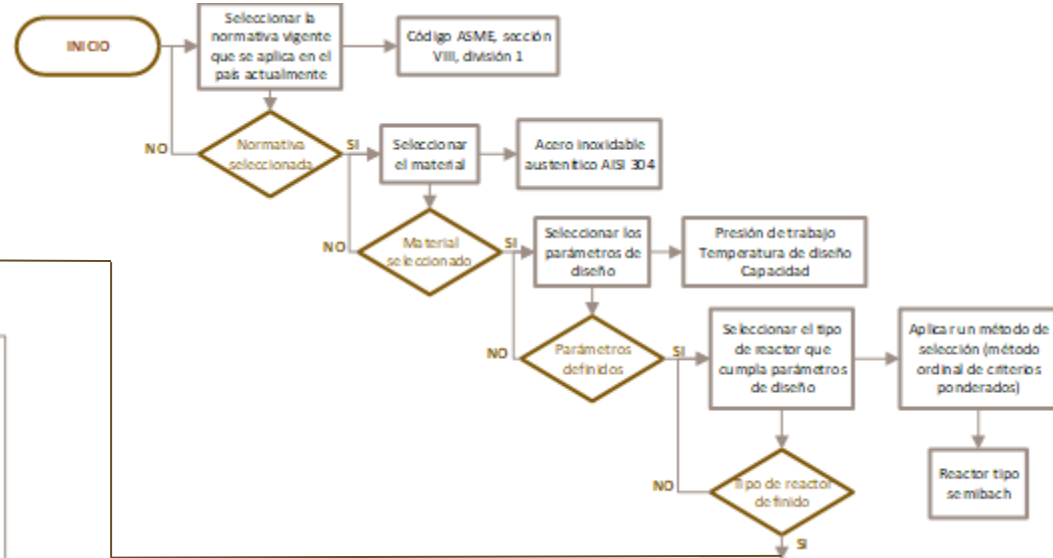 INICIO
Seleccionar la
normativa vigente
que se aplica en el
país actualmente
Código ASME, sección
VIII, división 1
NO
Normativa
seleccionada
SI
Seleccionar
el material
Acero inoxidable
austenítico AISI 304
NO
Material
seleccionado
SI
Seleccionar los
parámetros de
diseño
Presión de trabajo
Temperatura de diseño
Capacidad
NO
Parámetros
definidos
SI
Seleccionar el tipo
de reactor que
cumpla parámetros
de diseño
Aplicar un método de
selección (método
ordinal de criterios
ponderados)
NO
Tipo de reactor
definido
SI
Reactor tipo
semibach